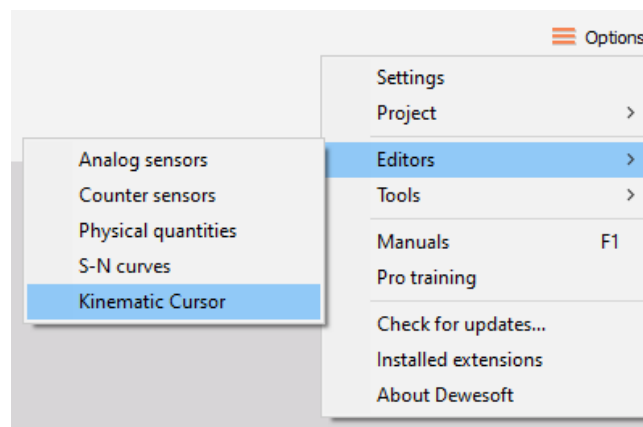 Options
Settings
Project
Editors
Tools
Manuals F1
Pro training
Check for updates...
Installed extensions
About Dewesoft
Analog sensors
Counter sensors
Physical quantities
S-N curves
Kinematic Cursor